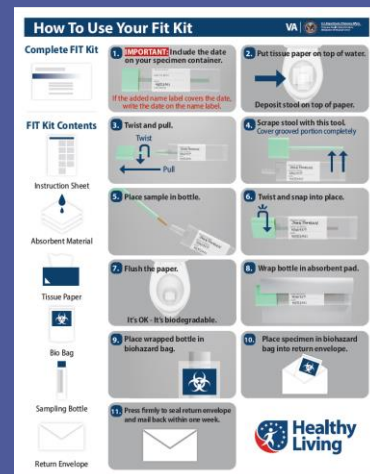 How To Use Your Fit Kit
VA
Complete FIT Kit
FIT Kit Contents
Instruction Sheet
Absorbent Material
Tissue Paper
Bio Bag
Sampling Bottle
Return Envelope
1. IMPORTANT: Include the date
on your specimen container.
If the added name label covers the date,
write the date on the name label.
2. Put tissue paper on top of water.
Deposit stool on top of paper.
3. Twist and pull.
Twist
Pull
4. Scrape stool with this tool.
Cover grooved portion completely
5. Place sample in bottle.
6. Twist and snap into place.
7. Flush the paper.
It's OK - It's biodegradable.
8. Wrap bottle in absorbent pad.
9. Place wrapped bottle in
biohazard bag.
10. Place specimen in biohazard
bag into return envelope.
11. Press firmly to seal return envelope
and mail back within one week.
Healthy
Living